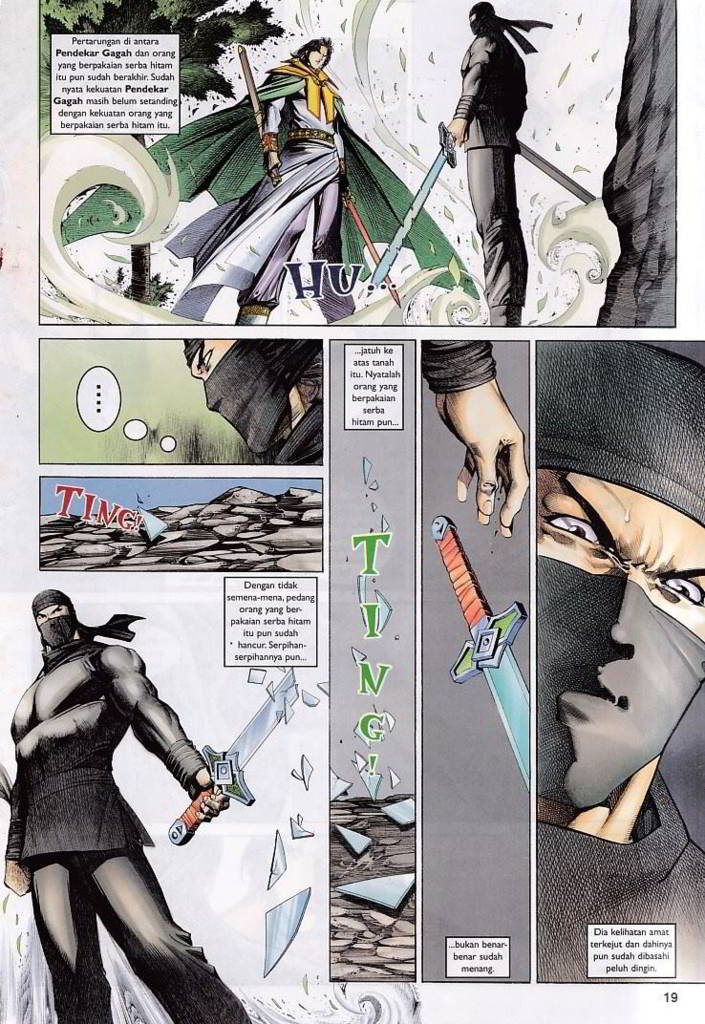 Pertarungan di antara
Pendekar Gagah dan orang
yang berpakaian serba hitam
itu pun sudah berakhir. Sudah
nyata kekuatan Pendekar
Gagah masih belum setanding
dengan kekuatan orang yang
berpakaian serba hitam itu.
HU...
....
TING!
Dengan tidak
semena-mena, pedang
orang yang ber-
pakaian serba hitam
itu pun sudah
hancur. Serpihan-
serpihannya pun...
...jatuh ke
atas tanah
itu. Nyatalah
orang yang
berpakaian
serba
hitam pun...
TING!
...bukan benar-
benar sudah
menang.
Dia kelihatan amat
terkejut dan dahinya
pun sudah dibasahi
peluh dingin.
19